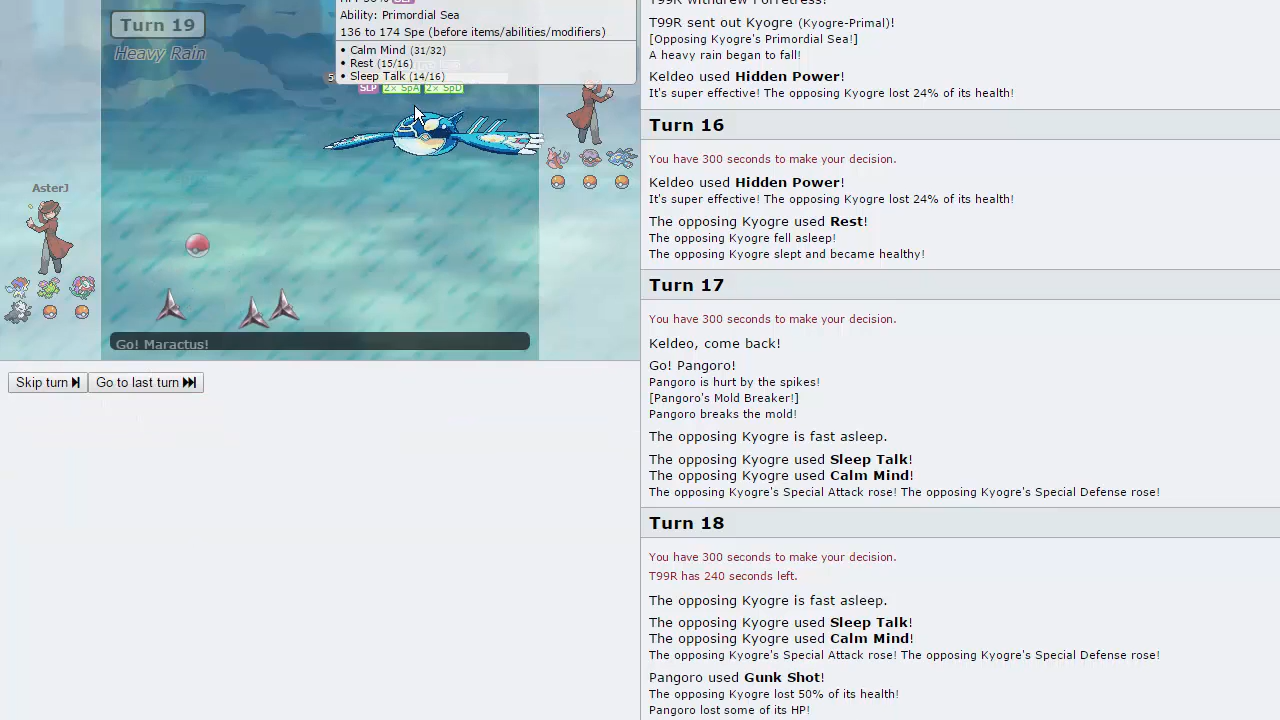 Turn 19
Heavy Rain
Ability: Primordial Sea
136 to 174 Spe (before items/abilities/modifiers)
• Calm Mind (31/32)
• Rest (15/16)
• Sleep Talk (14/16)
SLP 2× SpA 2× SpD
AsterJ
Go! Maractus!
Skip turn
Go to last turn
T99R sent out Kyogre (Kyogre-Primal)!
[Opposing Kyogre's Primordial Sea!]
A heavy rain began to fall!
Keldeo used Hidden Power!
It's super effective! The opposing Kyogre lost 24% of its health!
Turn 16
You have 300 seconds to make your decision.
Keldeo used Hidden Power!
It's super effective! The opposing Kyogre lost 24% of its health!
The opposing Kyogre used Rest!
The opposing Kyogre fell asleep!
The opposing Kyogre slept and became healthy!
Turn 17
You have 300 seconds to make your decision.
Keldeo, come back!
Go! Pangoro!
Pangoro is hurt by the spikes!
[Pangoro's Mold Breaker!]
Pangoro breaks the mold!
The opposing Kyogre is fast asleep.
The opposing Kyogre used Sleep Talk!
The opposing Kyogre used Calm Mind!
The opposing Kyogre's Special Attack rose! The opposing Kyogre's Special Defense rose!
Turn 18
You have 300 seconds to make your decision.
T99R has 240 seconds left.
The opposing Kyogre is fast asleep.
The opposing Kyogre used Sleep Talk!
The opposing Kyogre used Calm Mind!
The opposing Kyogre's Special Attack rose! The opposing Kyogre's Special Defense rose!
Pangoro used Gunk Shot!
The opposing Kyogre lost 50% of its health!
Pangoro lost some of its HP!